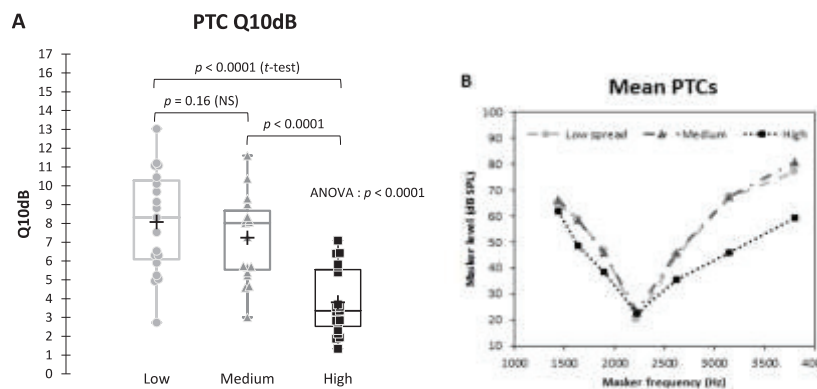 A
PTC Q10dB
17
16
15
14
13
12
11
10
9
8
7
6
5
4
3
2
1
0
Q10dB
p < 0.0001 (t-test)
p = 0.16 (NS)
p < 0.0001
ANOVA : p < 0.0001
Low
Medium
High
B
Mean PTCs
100
90
80
70
60
50
40
30
20
10
Masker level (dB SPL)
Low spread
Medium
High
1000
1500
2000
2500
3000
3500
Masker frequency (Hz)